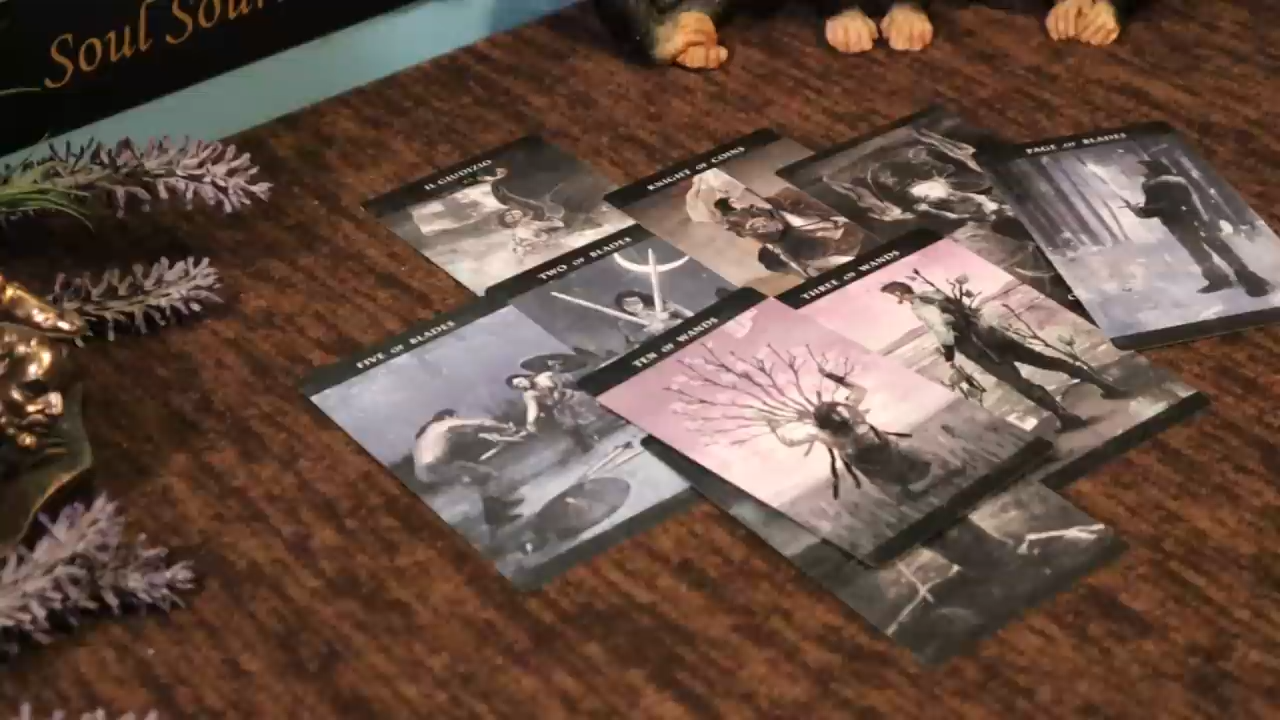 Soul
IL GIUDIZIO
KNIGHT OF COINS
PAGE OF BLADES
TWO OF BLADES
THREE OF WANDS
FIVE OF BLADES
TEN OF WANDS